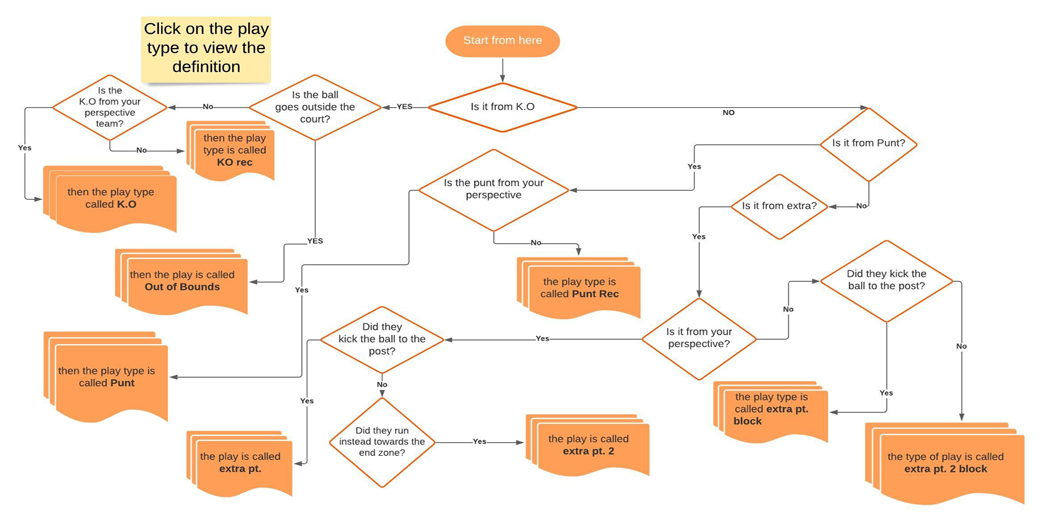 Click on the play
type to view the
definition
Start from here
Is it from K.O
YES
NO
Is the ball
goes outside the
court?
No
YES
Is the
K.O from your
perspective
team?
Yes
No
then the play
type is called
KO rec
then the play type
called K.O
then the play is called
Out of Bounds
Is it from Punt?
Yes
No
Is the punt from your
perspective
No
Yes
the play type is
called Punt Rec
then the play type is
called Punt
Is it from extra?
Yes
Is it from your
perspective?
Yes
No
Did they kick the
ball to the post?
Yes
No
the play type is
called extra pt.
block
the type of play is called
extra pt. 2 block
Did they
kick the ball to the
post?
No
Yes
Did they run
instead towards the
end zone?
Yes
the play is called
extra pt. 2
the play is called
extra pt.